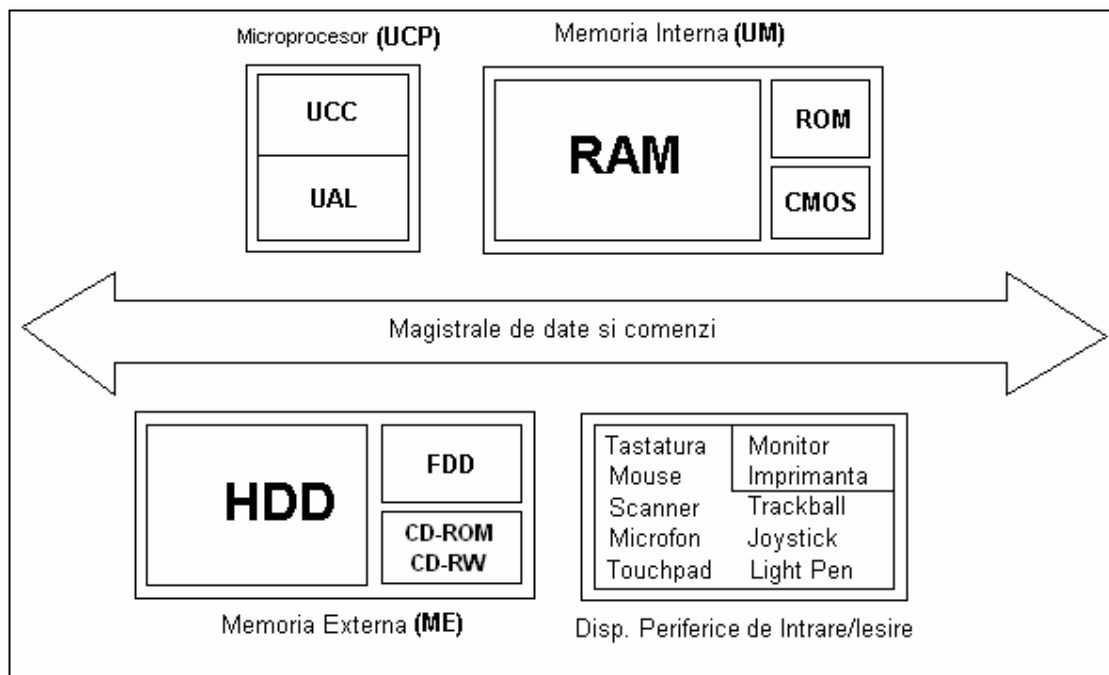 Microprocesor (UCP)
Memoria Interna (UM)
UCC
UAL
RAM
ROM
CMOS
Magistrale de date si comenzi
HDD
FDD
CD-ROM
CD-RW
Memoria Externa (ME)
Tastatura
Mouse
Scanner
Microfon
Touchpad
Monitor
Imprimanta
Trackball
Joystick
Light Pen
Disp. Periferice de Intrare/Iesire